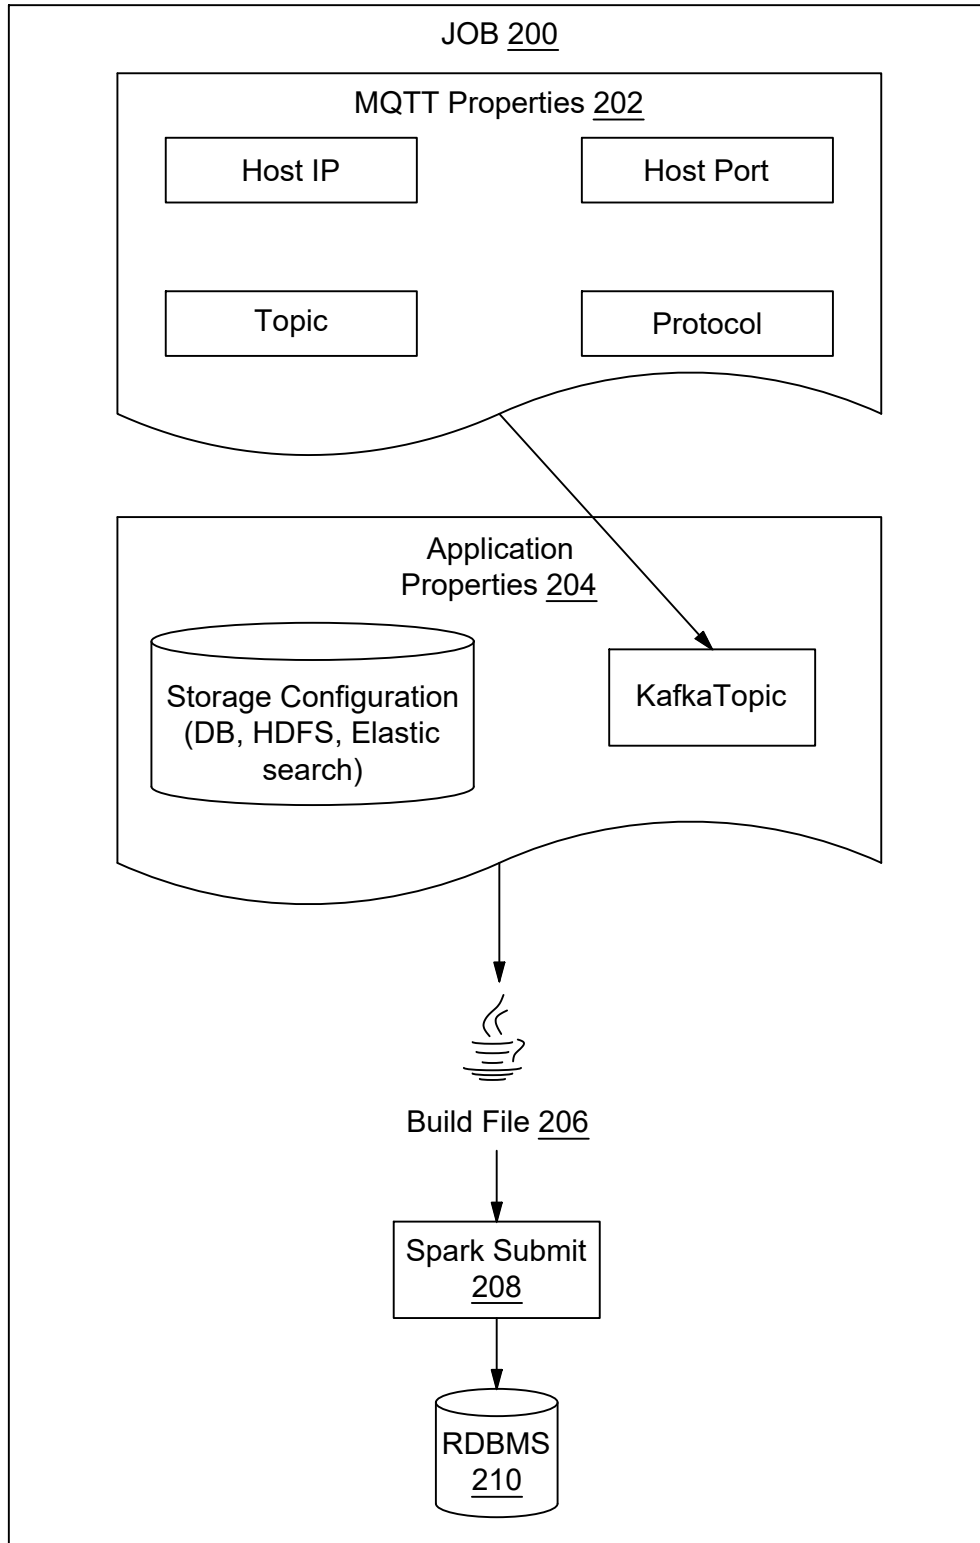 JOB 200
MQTT Properties 202
Host IP
Host Port
Topic
Protocol
Application
Properties 204
Storage Configuration
(DB, HDFS, Elastic
search)
KafkaTopic
Build File 206
Spark Submit
208
RDBMS
210